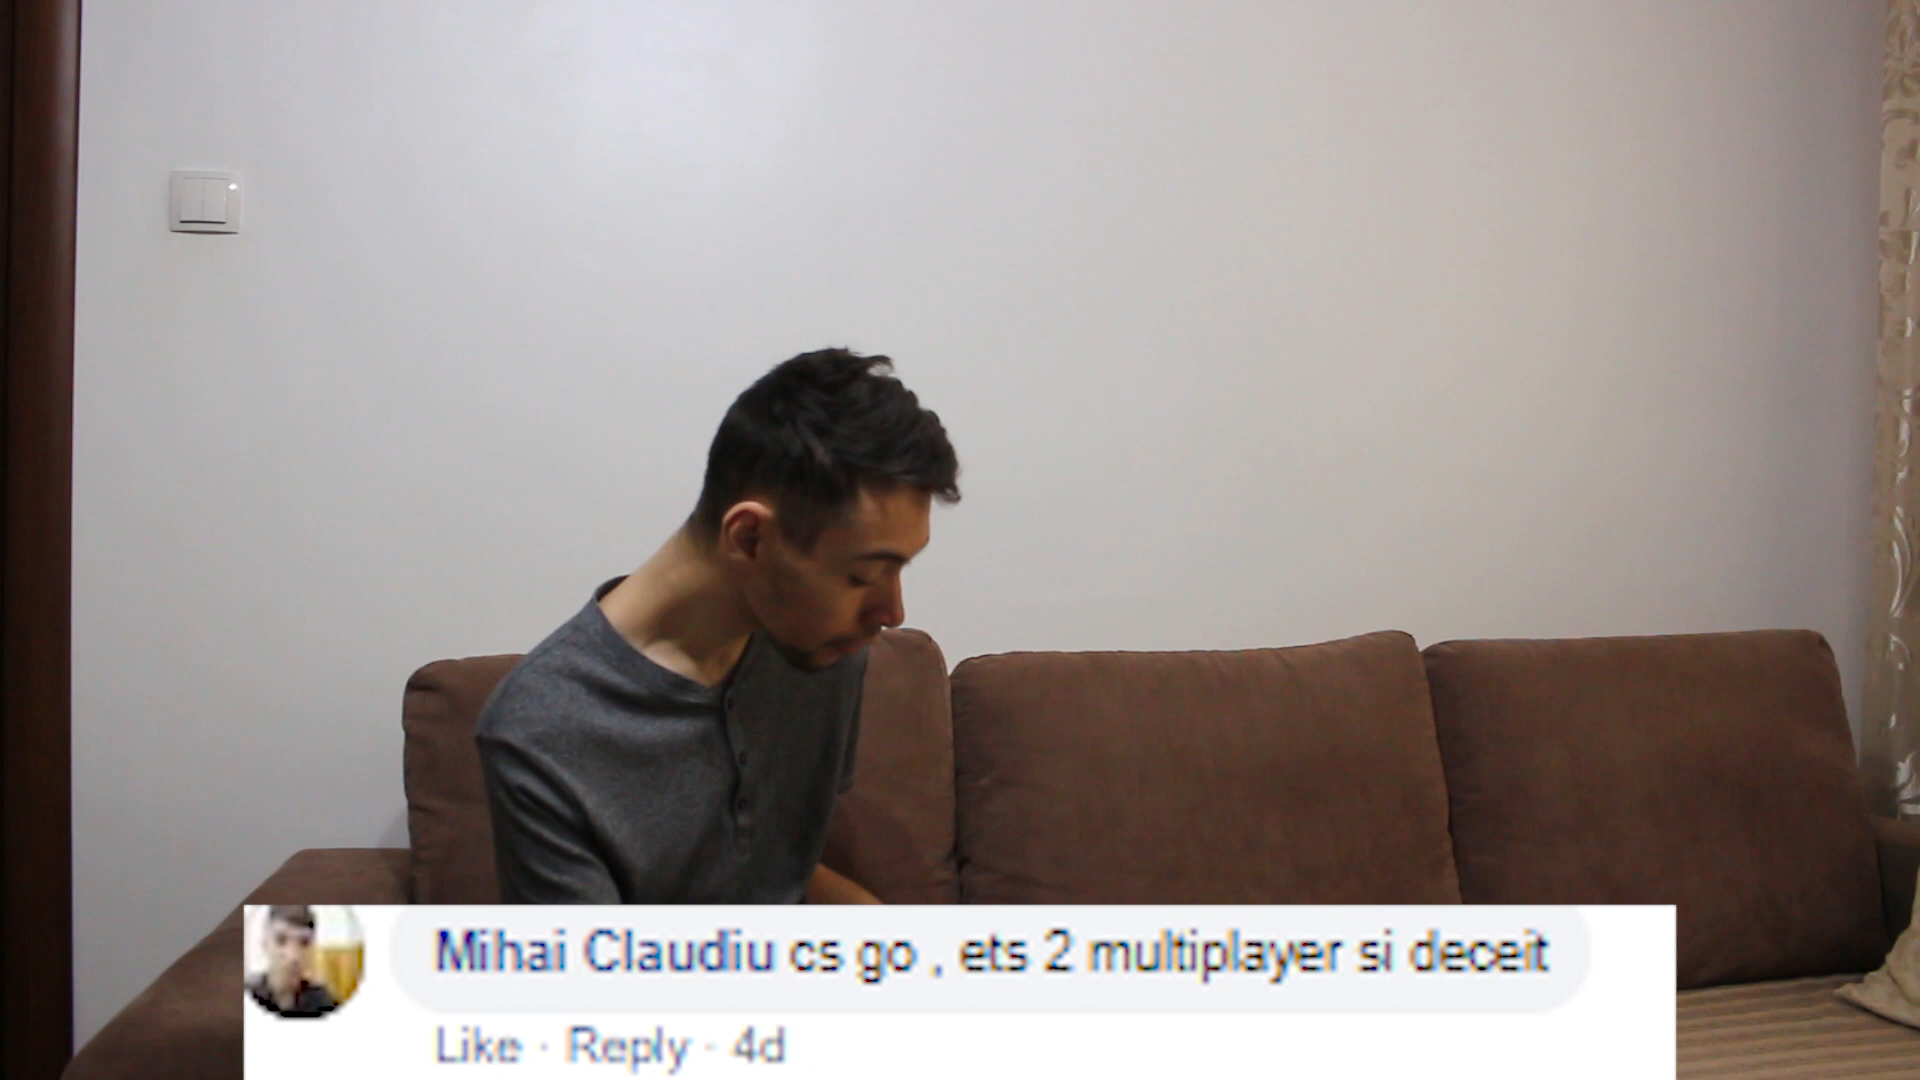 Mihai Claudiu cs go , ets 2 multiplayer si deceit
Like · Reply · 4d